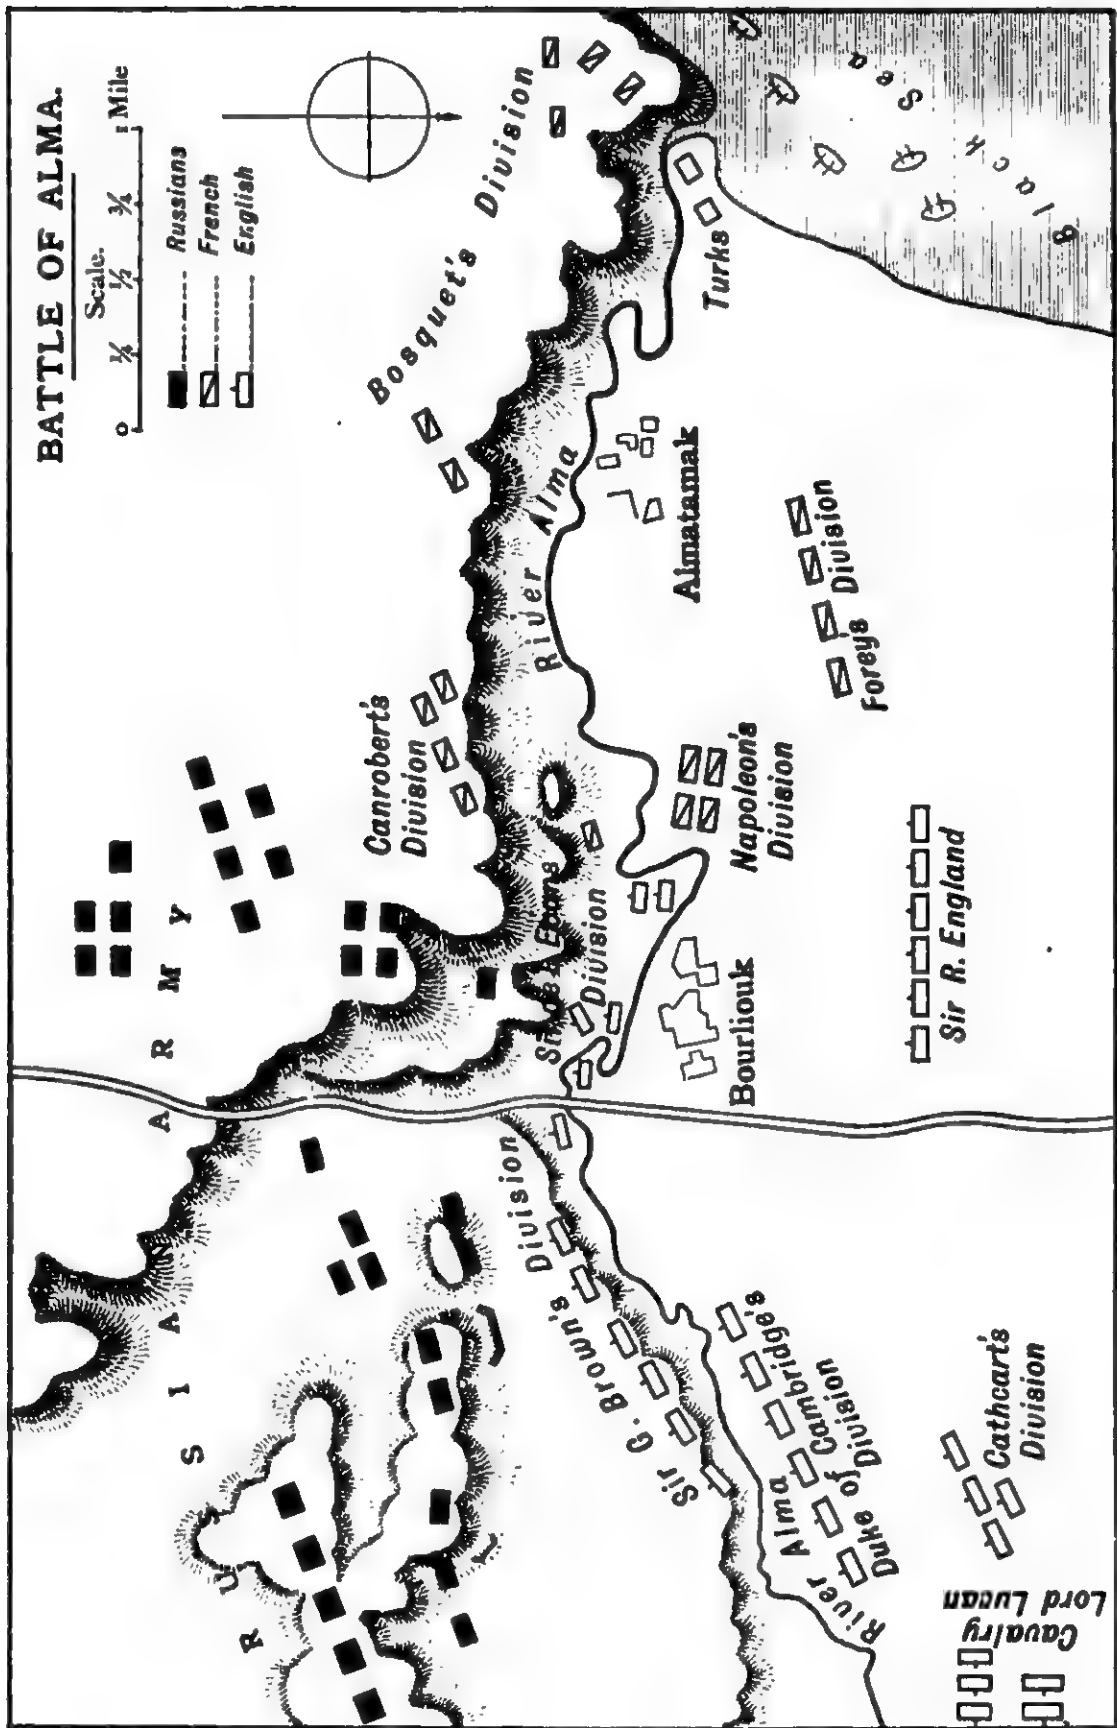 BATTLE OF ALMA.
Scale.
0 ¼ ½ ¾ 1 Mile
Russians
French
English
Bosquet's Division
Black Sea
Turks
River Alma
Almatamak
Foreys Division
Canrobert's
Division
Napoleon's
Division
Evans
Division
Bourliouk
Sir R. England
RUSSIAN ARMY
Sir G. Brown's Division
River Alma
Duke of Cambridge's
Division
Cathcart's
Division
Cavalry
Lord Lucan